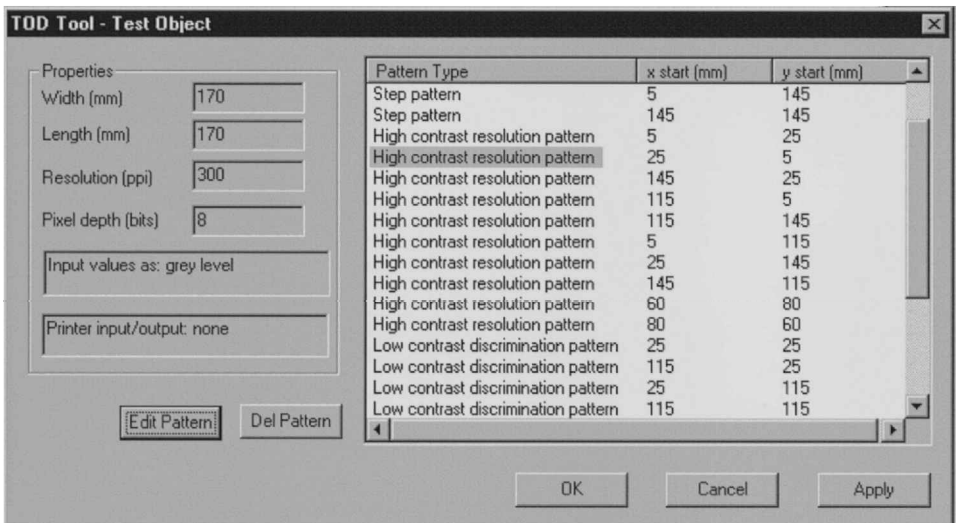 TOD Tool - Test Object
Properties
Width (mm) 170
Length (mm) 170
Resolution (ppi) 300
Pixel depth (bits) 8
Input values as: grey level
Printer input/output: none
Edit Pattern Del Pattern
Pattern Type x start (mm) y start (mm)
Step pattern 5 145
Step pattern 145 145
High contrast resolution pattern 5 25
High contrast resolution pattern 25 5
High contrast resolution pattern 145 25
High contrast resolution pattern 115 5
High contrast resolution pattern 115 145
High contrast resolution pattern 5 115
High contrast resolution pattern 25 145
High contrast resolution pattern 145 115
High contrast resolution pattern 60 80
High contrast resolution pattern 80 60
Low contrast discrimination pattern 25 25
Low contrast discrimination pattern 115 25
Low contrast discrimination pattern 25 115
Low contrast discrimination pattern 115 115
OK Cancel Apply